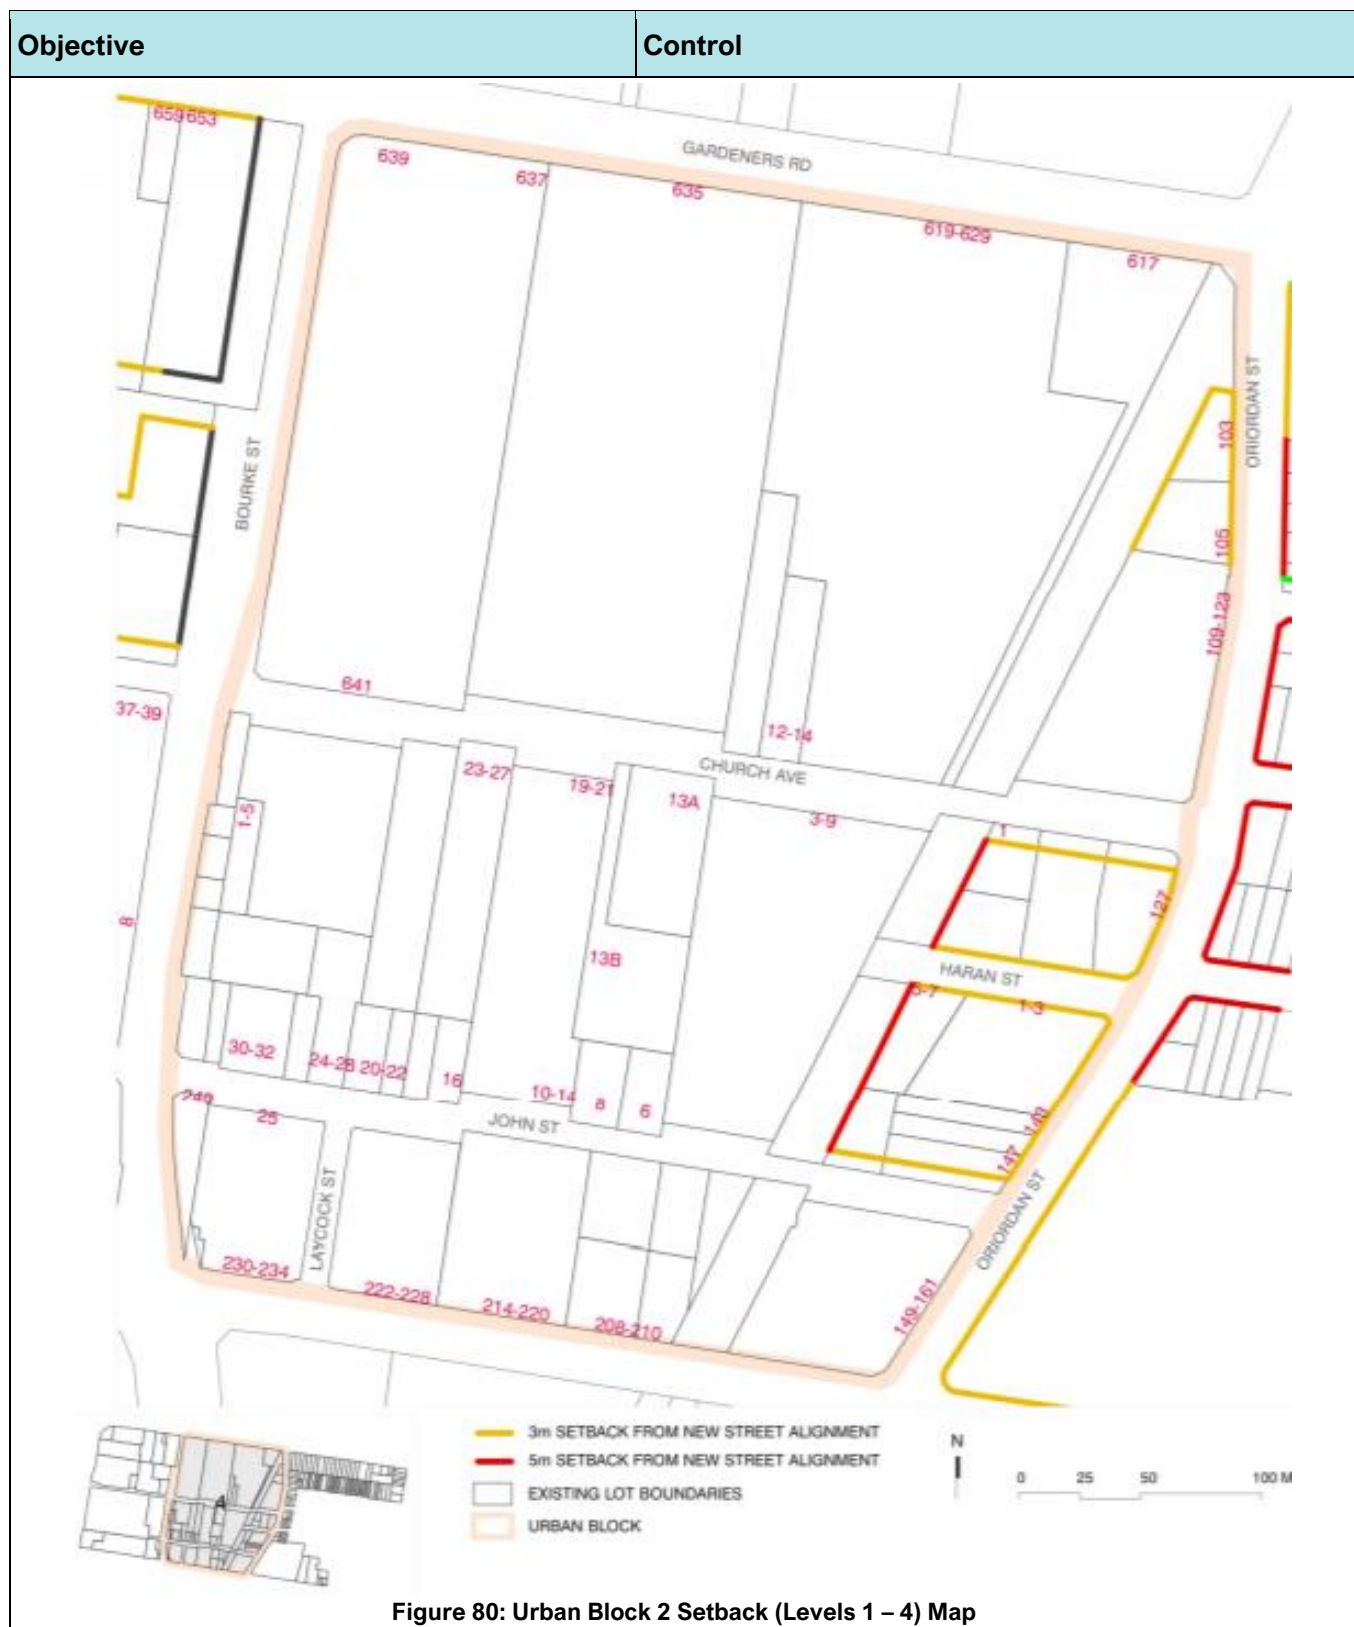 Objective
Control
659 653
639
GARDENERS RD
637
635
619-629
617
ORIORDAN ST
103
BOURKE ST
105
109-123
641
37-39
12-14
CHURCH AVE
23-27
19-21
13A
1-5
3-9
1
127
8
13B
HARAN ST
5-7
1-3
30-32
24-28
20-22
16
10-14
8
6
249
25
JOHN ST
143
147
LAYCOCK ST
ORIORDAN ST
230-234
222-228
214-220
208-210
149-161
3m SETBACK FROM NEW STREET ALIGNMENT
5m SETBACK FROM NEW STREET ALIGNMENT
EXISTING LOT BOUNDARIES
URBAN BLOCK
N
0 25 50 100 M
A
Figure 80: Urban Block 2 Setback (Levels 1 – 4) Map